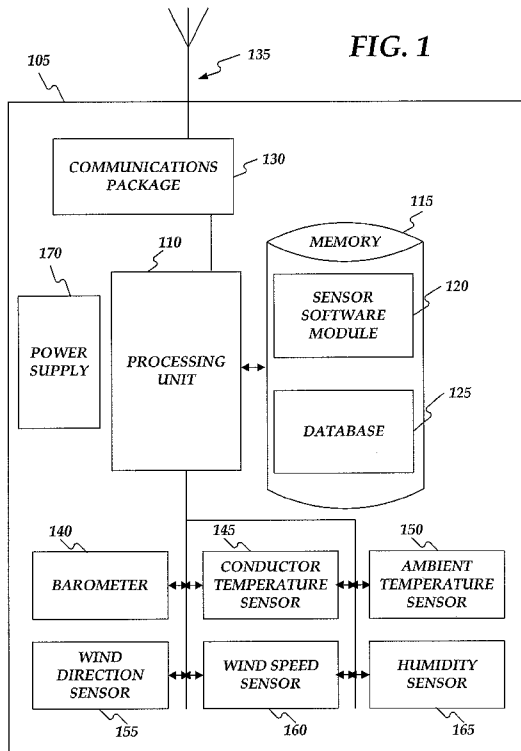 FIG. 1
135
105
COMMUNICATIONS
PACKAGE
130
115
110
MEMORY
170
SENSOR
SOFTWARE
MODULE
120
POWER
SUPPLY
PROCESSING
UNIT
125
DATABASE
140
145
150
BAROMETER
CONDUCTOR
TEMPERATURE
SENSOR
AMBIENT
TEMPERATURE
SENSOR
WIND
DIRECTION
SENSOR
WIND SPEED
SENSOR
HUMIDITY
SENSOR
155
160
165